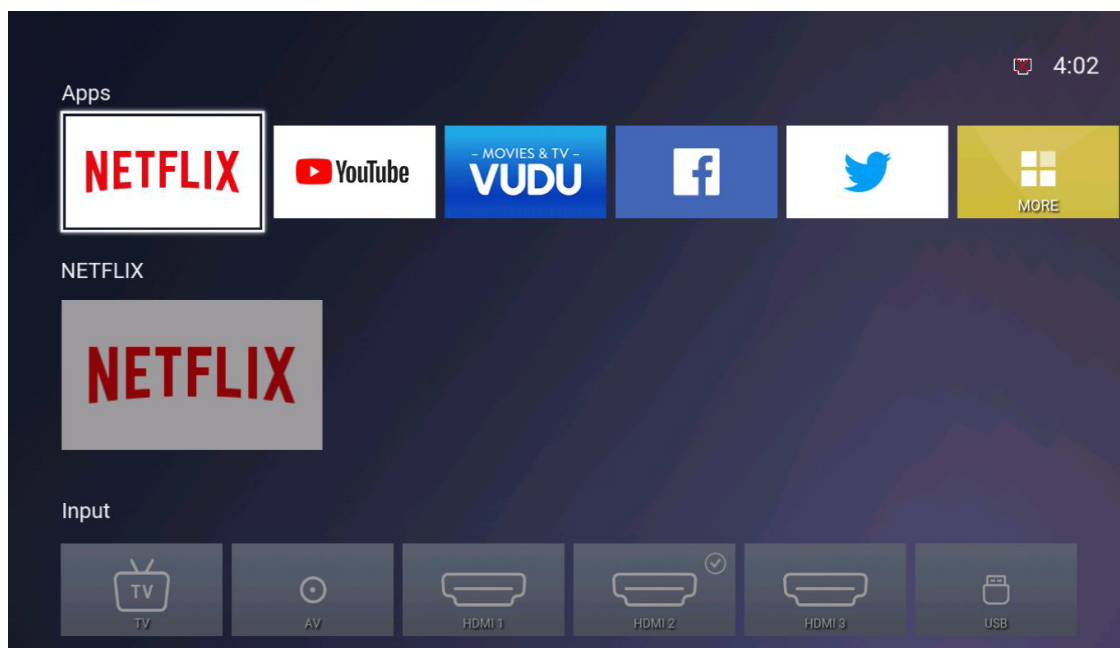 4:02
Apps
NETFLIX
YouTube
- MOVIES & TV -
VUDU
MORE
NETFLIX
NETFLIX
Input
TV
TV
AV
HDMI 1
HDMI 2
HDMI 3
USB